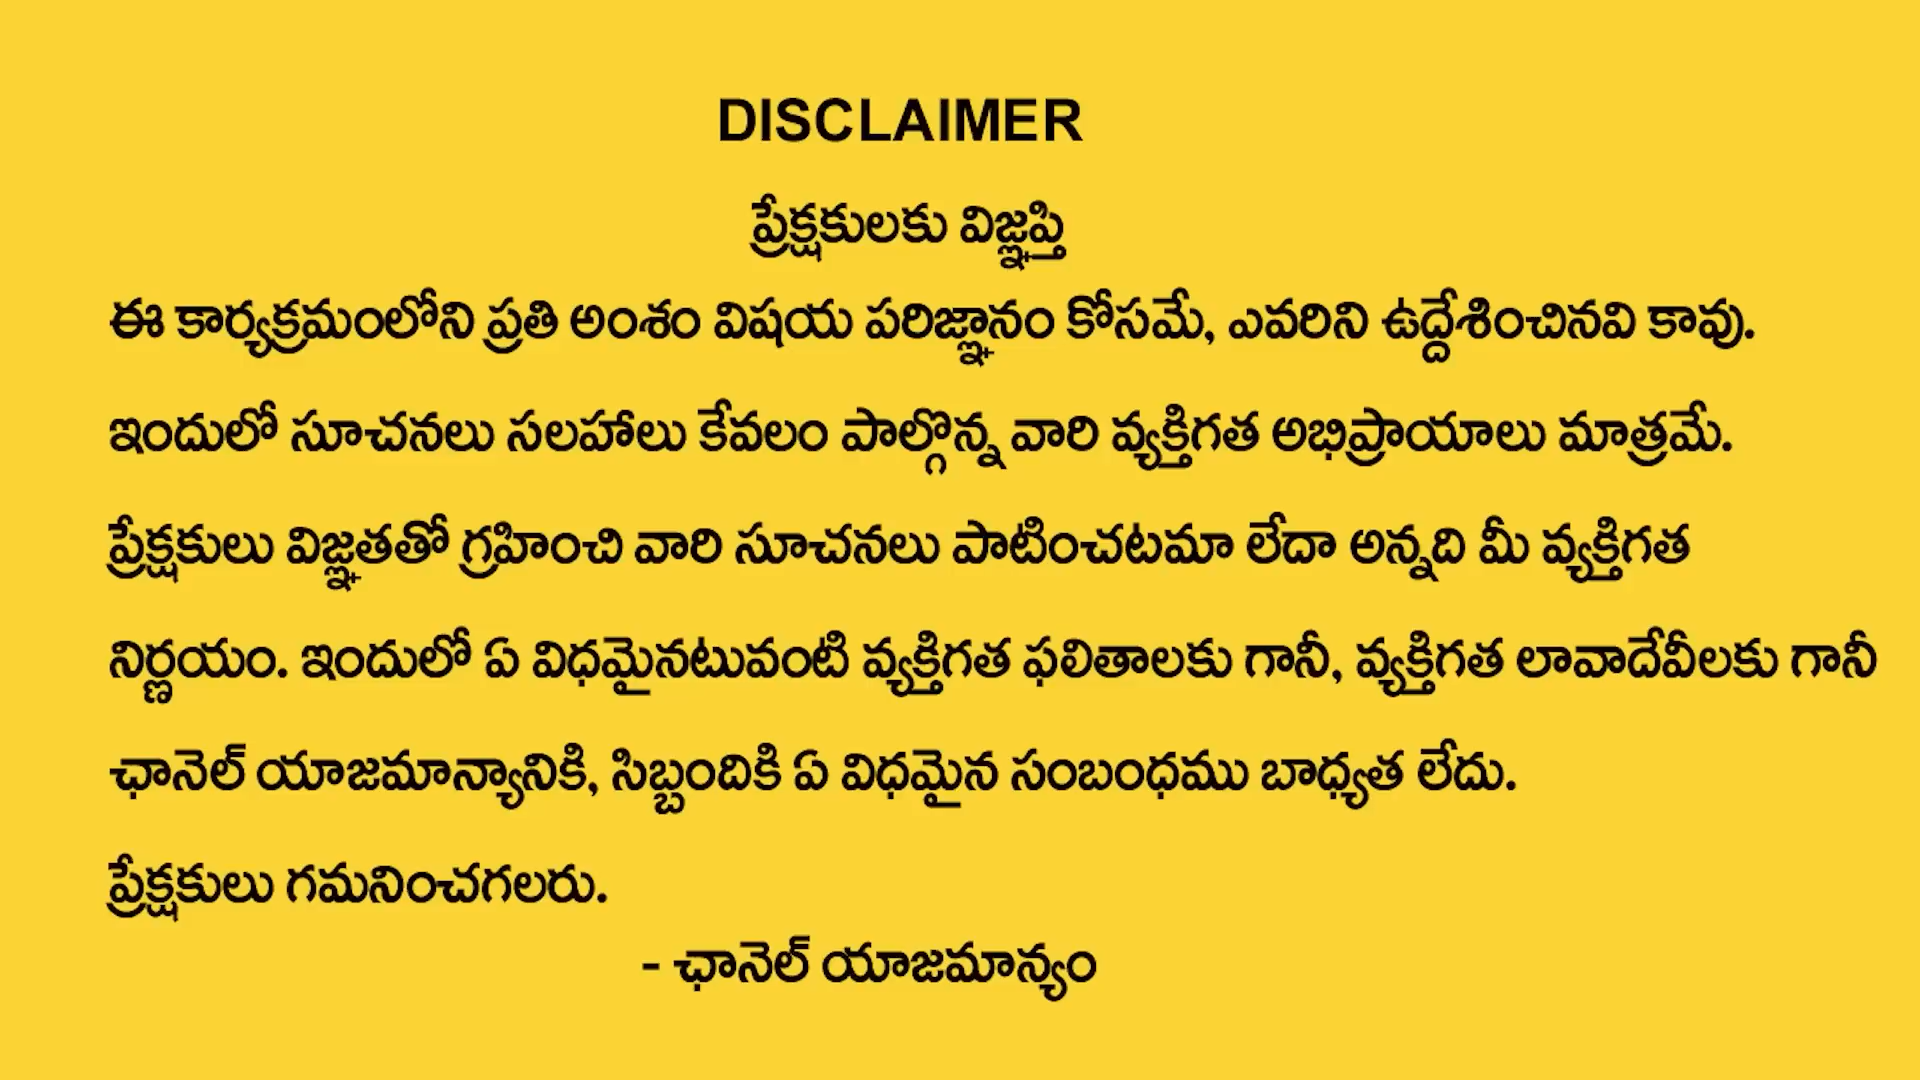 DISCLAIMER
ప్రేక్షకులకు విజ్ఞప్తి
ఈ కార్యక్రమంలోని ప్రతి అంశం విషయ పరిజ్ఞానం కోసమే, ఎవరిని ఉద్దేశించినవి కావు.
ఇందులో సూచనలు సలహాలు కేవలం పాల్గొన్న వారి వ్యక్తిగత అభిప్రాయాలు మాత్రమే.
ప్రేక్షకులు విజ్ఞతతో గ్రహించి వారి సూచనలు పాటించటమా లేదా అన్నది మీ వ్యక్తిగత
నిర్ణయం. ఇందులో ఏ విధమైనటువంటి వ్యక్తిగత ఫలితాలకు గానీ, వ్యక్తిగత లావాదేవీలకు గానీ
ఛానెల్ యాజమాన్యానికి, సిబ్బందికి ఏ విధమైన సంబంధము బాధ్యత లేదు.
ప్రేక్షకులు గమనించగలరు.
- ఛానెల్ యాజమాన్యం